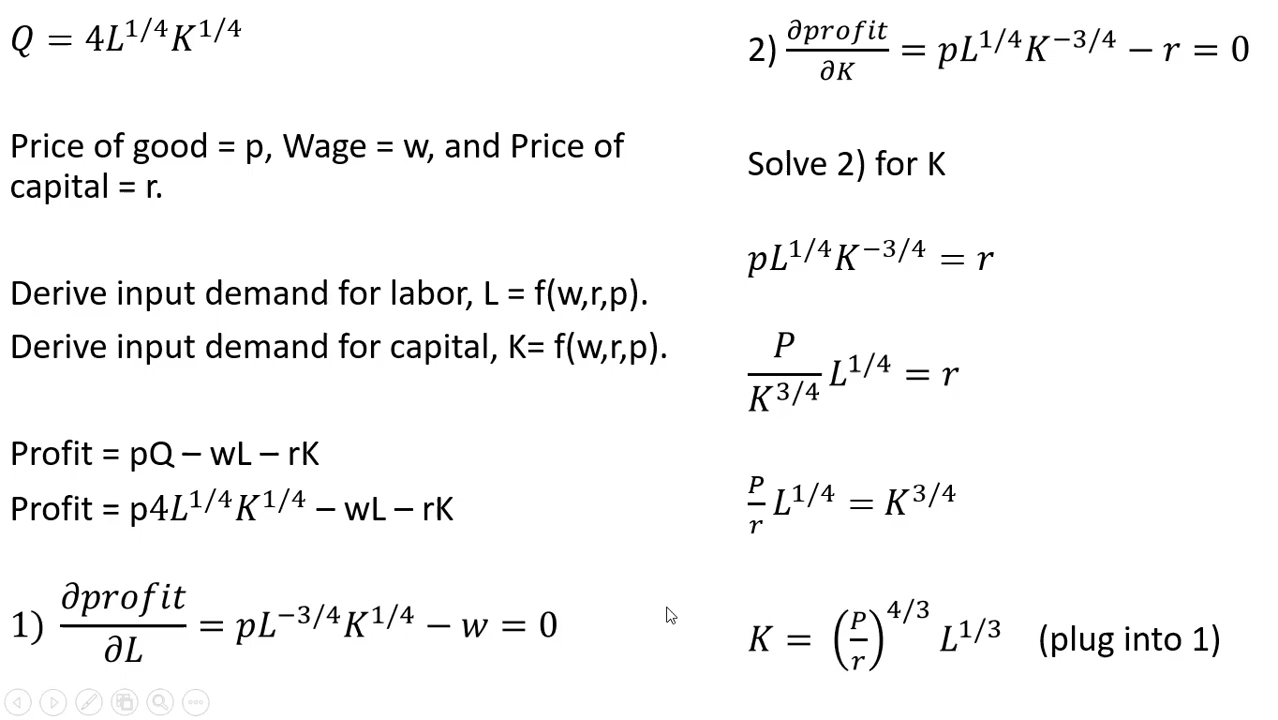 Q = 4L^{1/4}K^{1/4}
Price of good = p, Wage = w, and Price of
capital = r.
Derive input demand for labor, L = f(w,r,p).
Derive input demand for capital, K= f(w,r,p).
Profit = pQ – wL – rK
Profit = p4L^{1/4}K^{1/4} – wL – rK
1) ∂profit/∂L = pL^{−3/4}K^{1/4} − w = 0
2) ∂profit/∂K = pL^{1/4}K^{−3/4} − r = 0
Solve 2) for K
pL^{1/4}K^{−3/4} = r
P/K^{3/4} L^{1/4} = r
P/r L^{1/4} = K^{3/4}
K = (P/r)^{4/3} L^{1/3} (plug into 1)